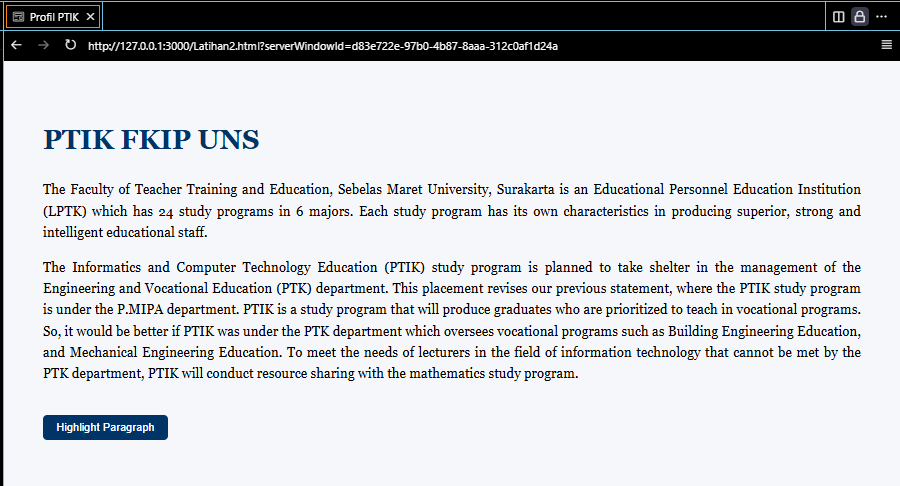 Profil PTIK
http://127.0.0.1:3000/Latihan2.html?serverWindowId=d83e722e-97b0-4b87-8aaa-312c0af1d24a
PTIK FKIP UNS
The Faculty of Teacher Training and Education, Sebelas Maret University, Surakarta is an Educational Personnel Education Institution
(LPTK) which has 24 study programs in 6 majors. Each study program has its own characteristics in producing superior, strong and
intelligent educational staff.
The Informatics and Computer Technology Education (PTIK) study program is planned to take shelter in the management of the
Engineering and Vocational Education (PTK) department. This placement revises our previous statement, where the PTIK study program
is under the P.MIPA department. PTIK is a study program that will produce graduates who are prioritized to teach in vocational programs.
So, it would be better if PTIK was under the PTK department which oversees vocational programs such as Building Engineering Education,
and Mechanical Engineering Education. To meet the needs of lecturers in the field of information technology that cannot be met by the
PTK department, PTIK will conduct resource sharing with the mathematics study program.
Highlight Paragraph